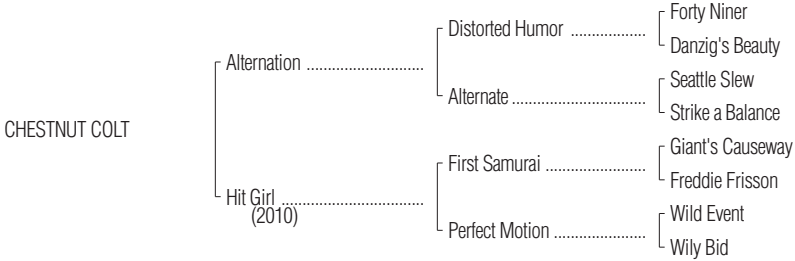 Forty Niner
Distorted Humor ..................
Danzig's Beauty
Alternation ............................
Seattle Slew
Alternate................................
Strike a Balance
CHESTNUT COLT
Giant's Causeway
First Samurai ........................
Freddie Frisson
Hit Girl ..................................
(2010)
Wild Event
Perfect Motion ......................
Wily Bid